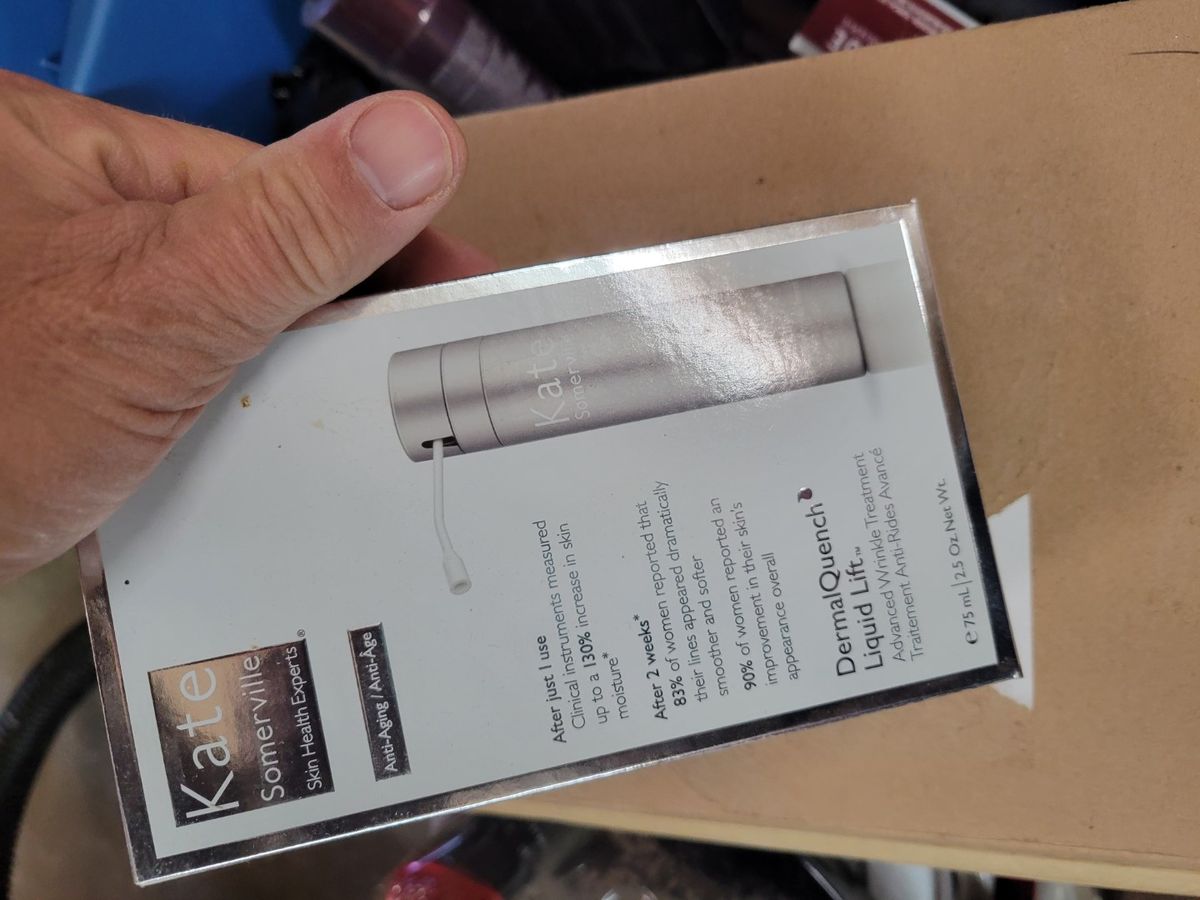 Kate
Somerville®
Skin Health Experts
Anti-Aging / Anti-Âge
Kate
Somerville
After just 1 use
Clinical instruments measured
up to a 130% increase in skin
moisture*
After 2 weeks*
83% of women reported that
their lines appeared dramatically
smoother and softer
90% of women reported an
improvement in their skin's
appearance overall
DermalQuench
Liquid Lift™
Advanced Wrinkle Treatment
Traitement Anti-Rides Avancé
℮ 75 mL | 2.5 Oz. Net Wt.